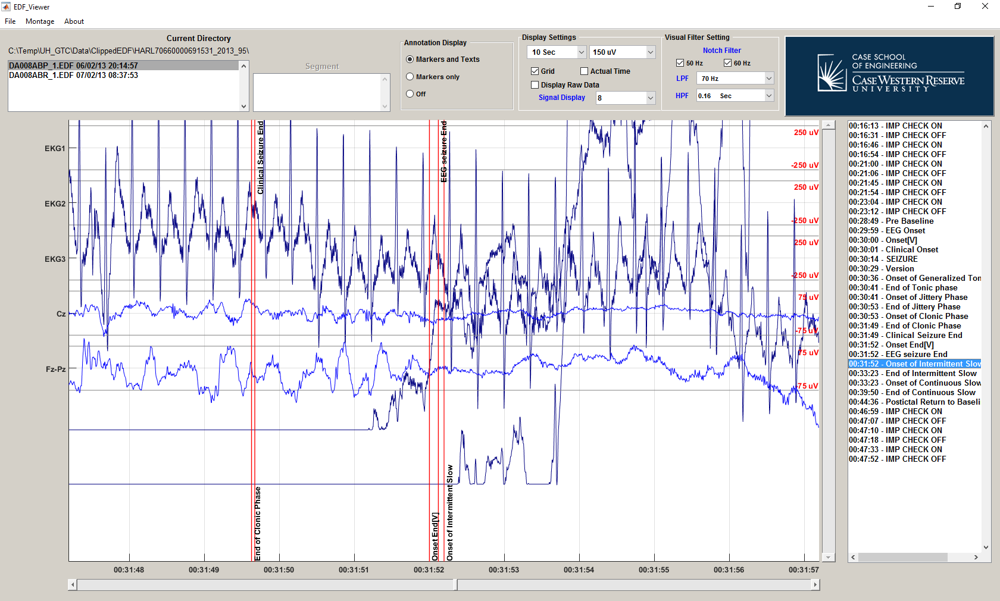 EDF_Viewer
File Montage About
Current Directory
C:\Temp\UH_GTC\Data\ClippedEDF\HARL70660000691531_2013_95\
DA008ABP_1.EDF 06/02/13 20:14:57
DA008ABR_1.EDF 07/02/13 08:37:53
Segment
Annotation Display
Markers and Texts
Markers only
Off
Display Settings
10 Sec 150 uV
Grid Actual Time
Display Raw Data
Signal Display 8
Visual Filter Setting
Notch Filter
50 Hz 60 Hz
LPF 70 Hz
HPF 0.16 Sec
CASE SCHOOL
OF ENGINEERING
CASE WESTERN RESERVE
UNIVERSITY
EKG1
EKG2
EKG3
Cz
Fz-Pz
250 uV
-250 uV
250 uV
-250 uV
250 uV
-250 uV
75 uV
-75 uV
75 uV
-75 uV
Clinical Seizure End
EEG seizure End
End of Clonic Phase
Onset End[V]
Onset of Intermittent Slow
00:31:48 00:31:49 00:31:50 00:31:51 00:31:52 00:31:53 00:31:54 00:31:55 00:31:56 00:31:57
00:16:13 - IMP CHECK ON
00:16:31 - IMP CHECK OFF
00:16:46 - IMP CHECK ON
00:16:54 - IMP CHECK OFF
00:21:00 - IMP CHECK ON
00:21:06 - IMP CHECK OFF
00:21:45 - IMP CHECK ON
00:21:54 - IMP CHECK OFF
00:23:04 - IMP CHECK ON
00:23:12 - IMP CHECK OFF
00:28:49 - Pre Baseline
00:29:59 - EEG Onset
00:30:00 - Onset[V]
00:30:01 - Clinical Onset
00:30:14 - SEIZURE
00:30:29 - Version
00:30:36 - Onset of Generalized Ton
00:30:41 - End of Tonic phase
00:30:41 - Onset of Jittery Phase
00:30:53 - End of Jittery Phase
00:30:53 - Onset of Clonic Phase
00:31:49 - End of Clonic Phase
00:31:49 - Clinical Seizure End
00:31:52 - Onset End[V]
00:31:52 - EEG seizure End
00:31:52 - Onset of Intermittent Slow
00:33:23 - End of Intermittent Slow
00:33:23 - Onset of Continuous Slow
00:39:50 - End of Continuous Slow
00:44:36 - Postictal Return to Baseli
00:46:59 - IMP CHECK ON
00:47:07 - IMP CHECK OFF
00:47:10 - IMP CHECK ON
00:47:18 - IMP CHECK OFF
00:47:33 - IMP CHECK ON
00:47:52 - IMP CHECK OFF